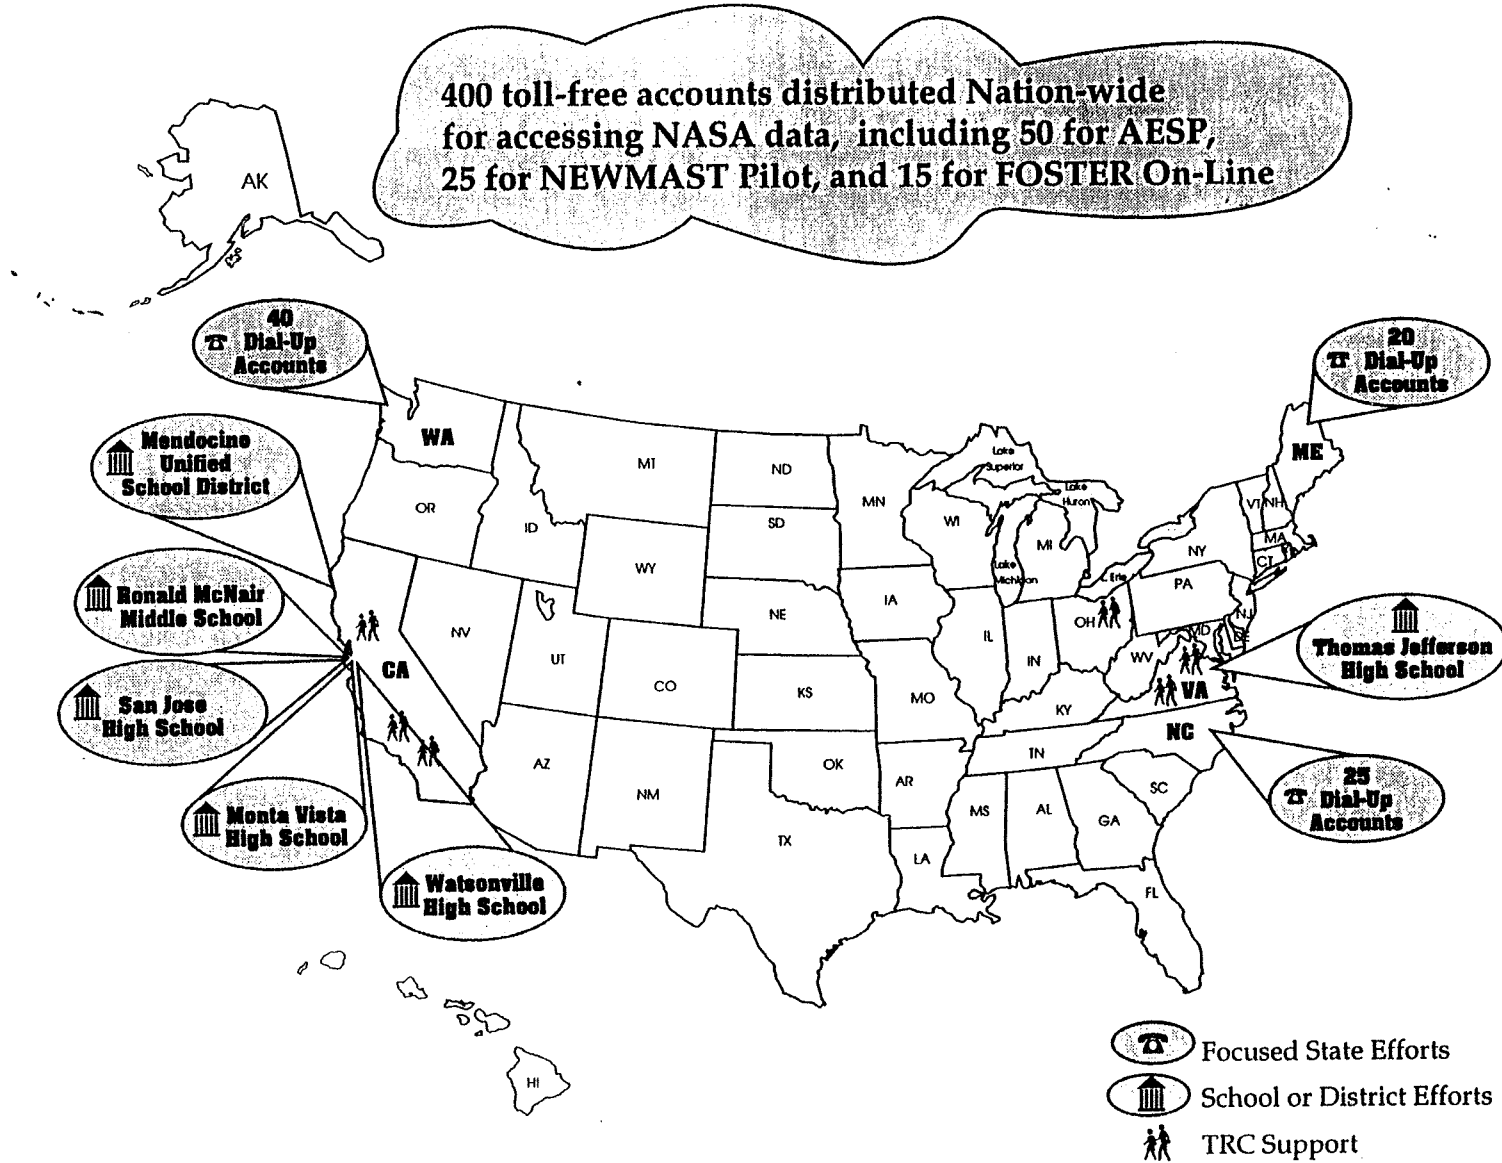 400 toll-free accounts distributed Nation-wide
for accessing NASA data, including 50 for AESP,
25 for NEWMAST Pilot, and 15 for FOSTER On-Line
AK
40
Dial-Up
Accounts
20
Dial-Up
Accounts
Mendocino
Unified
School District
Ronald McNair
Middle School
San Jose
High School
Monta Vista
High School
Watsonville
High School
Thomas Jefferson
High School
25
Dial-Up
Accounts
WA
OR
ID
MT
ND
SD
WY
NE
NV
UT
CO
KS
CA
AZ
NM
OK
TX
MN
WI
IA
MO
AR
LA
IL
IN
MI
OH
KY
TN
MS
AL
GA
FL
SC
NC
VA
WV
MD
DE
NJ
PA
NY
CT
MA
VT
NH
ME
Lake
Superior
Lake
Huron
Lake
Michigan
L. Erie
HI
Focused State Efforts
School or District Efforts
TRC Support